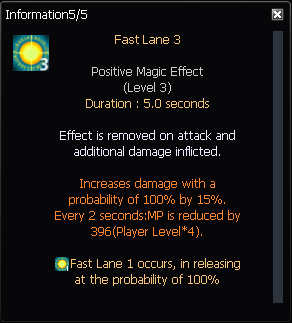 Information5/5
3
Fast Lane 3
Positive Magic Effect
(Level 3)
Duration : 5.0 seconds
Effect is removed on attack and
additional damage inflicted.
Increases damage with a
probability of 100% by 15%.
Every 2 seconds:MP is reduced by
396(Player Level*4).
Fast Lane 1 occurs, in releasing
at the probability of 100%